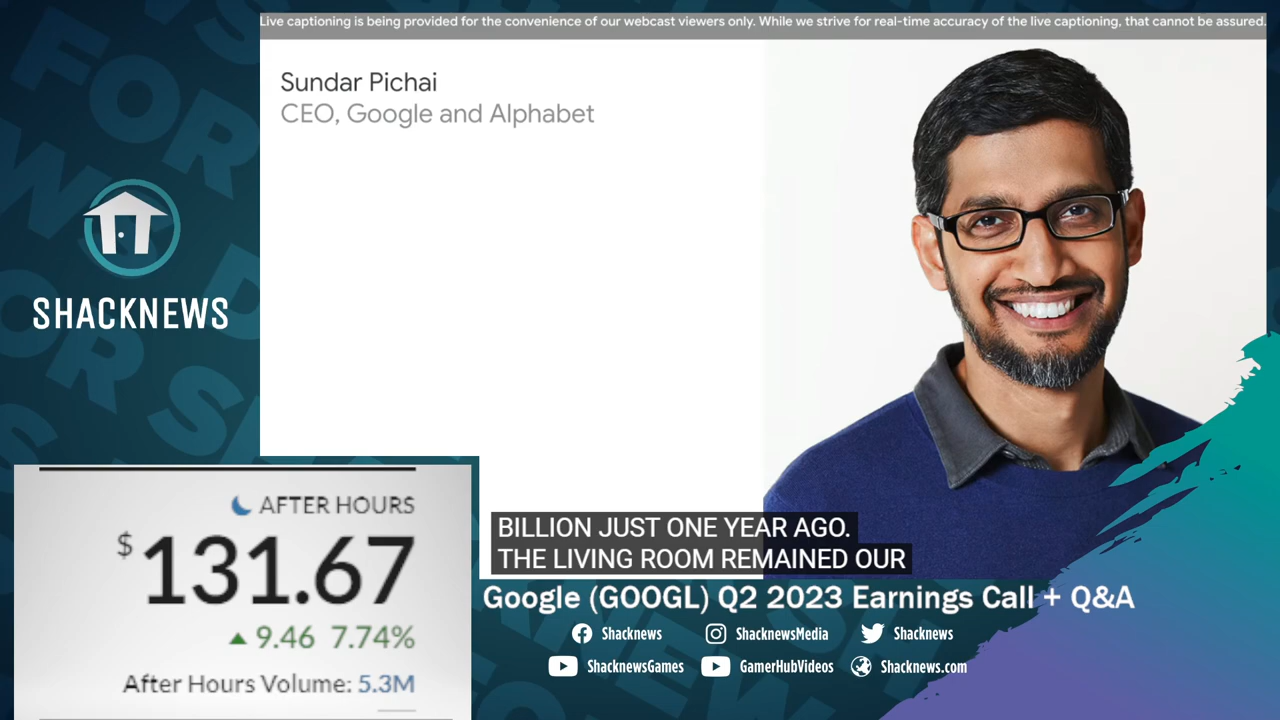 Live captioning is being provided for the convenience of our webcast viewers only. While we strive for real-time accuracy of the live captioning, that cannot be assured.
Sundar Pichai
CEO, Google and Alphabet
SHACKNEWS
AFTER HOURS
$131.67
9.46 7.74%
After Hours Volume: 5.3M
BILLION JUST ONE YEAR AGO.
THE LIVING ROOM REMAINED OUR
Google (GOOGL) Q2 2023 Earnings Call + Q&A
Shacknews ShacknewsMedia Shacknews
ShacknewsGames GamerHubVideos Shacknews.com